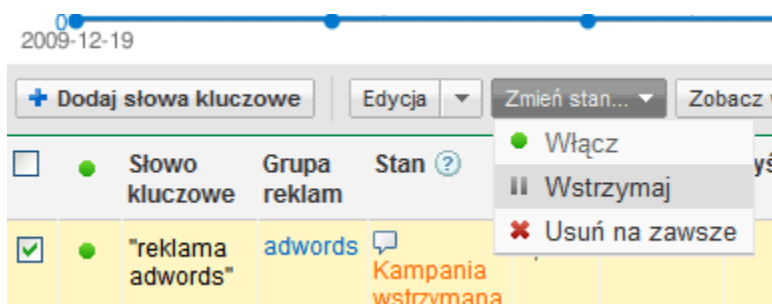 0
2009-12-19
Dodaj słowa kluczowe Edycja Zmień stan... Zobacz
Włącz
Słowo Grupa Stan ?
kluczowe reklam
Wstrzymaj
Usuń na zawsze
"reklama adwords
adwords" Kampania
wstrzymana